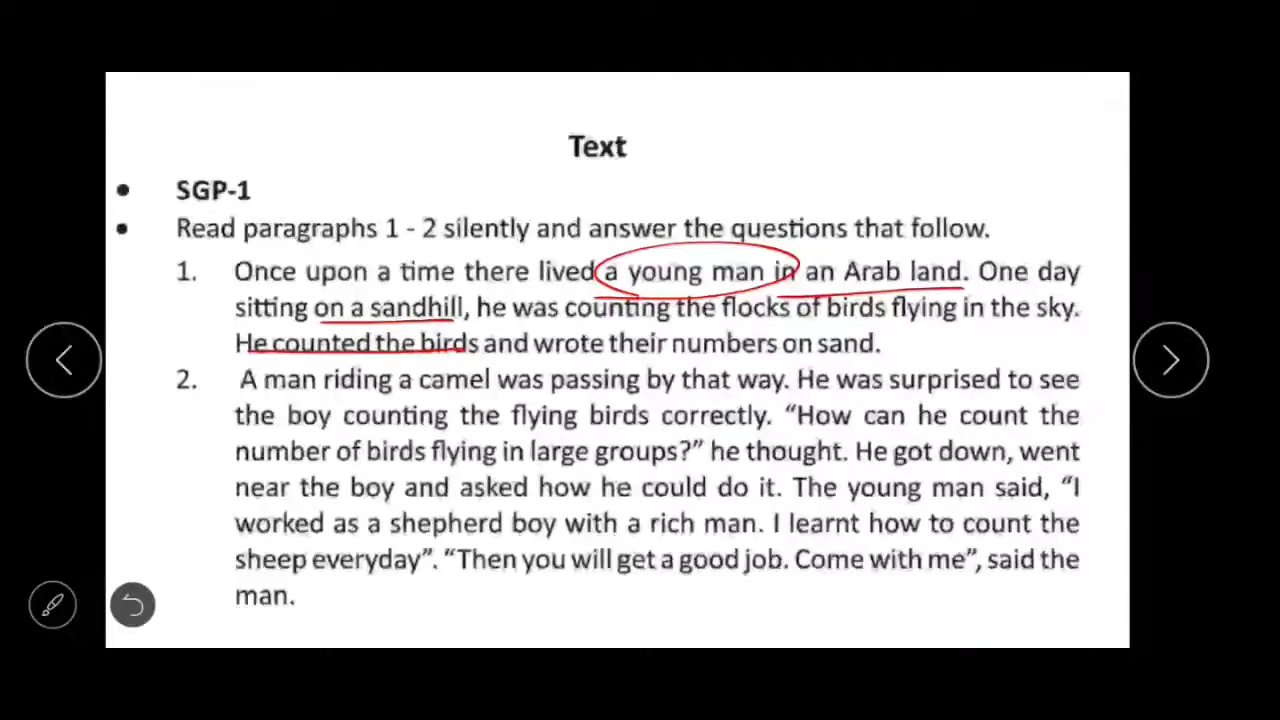 Text
• SGP-1
• Read paragraphs 1 - 2 silently and answer the questions that follow.
1. Once upon a time there lived a young man in an Arab land. One day
sitting on a sandhill, he was counting the flocks of birds flying in the sky.
He counted the birds and wrote their numbers on sand.
2. A man riding a camel was passing by that way. He was surprised to see
the boy counting the flying birds correctly. “How can he count the
number of birds flying in large groups?” he thought. He got down, went
near the boy and asked how he could do it. The young man said, “I
worked as a shepherd boy with a rich man. I learnt how to count the
sheep everyday”. “Then you will get a good job. Come with me”, said the
man.